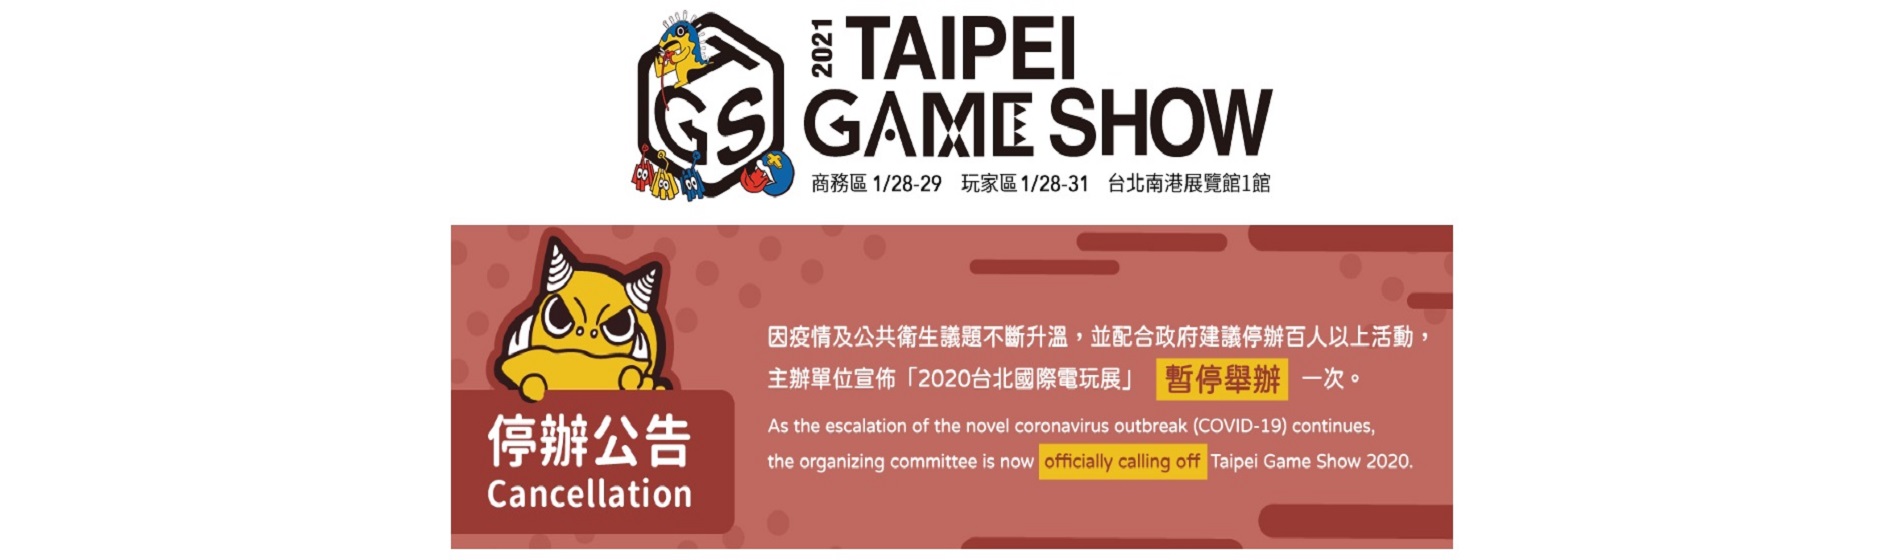 2021 TAIPEI
GAME SHOW
GS
商務區 1/28-29 玩家區 1/28-31 台北南港展覽館1館
因疫情及公共衛生議題不斷升溫，並配合政府建議停辦百人以上活動，
主辦單位宣佈「2020台北國際電玩展」 暫停舉辦 一次。
As the escalation of the novel coronavirus outbreak (COVID-19) continues,
the organizing committee is now officially calling off Taipei Game Show 2020.
停辦公告
Cancellation